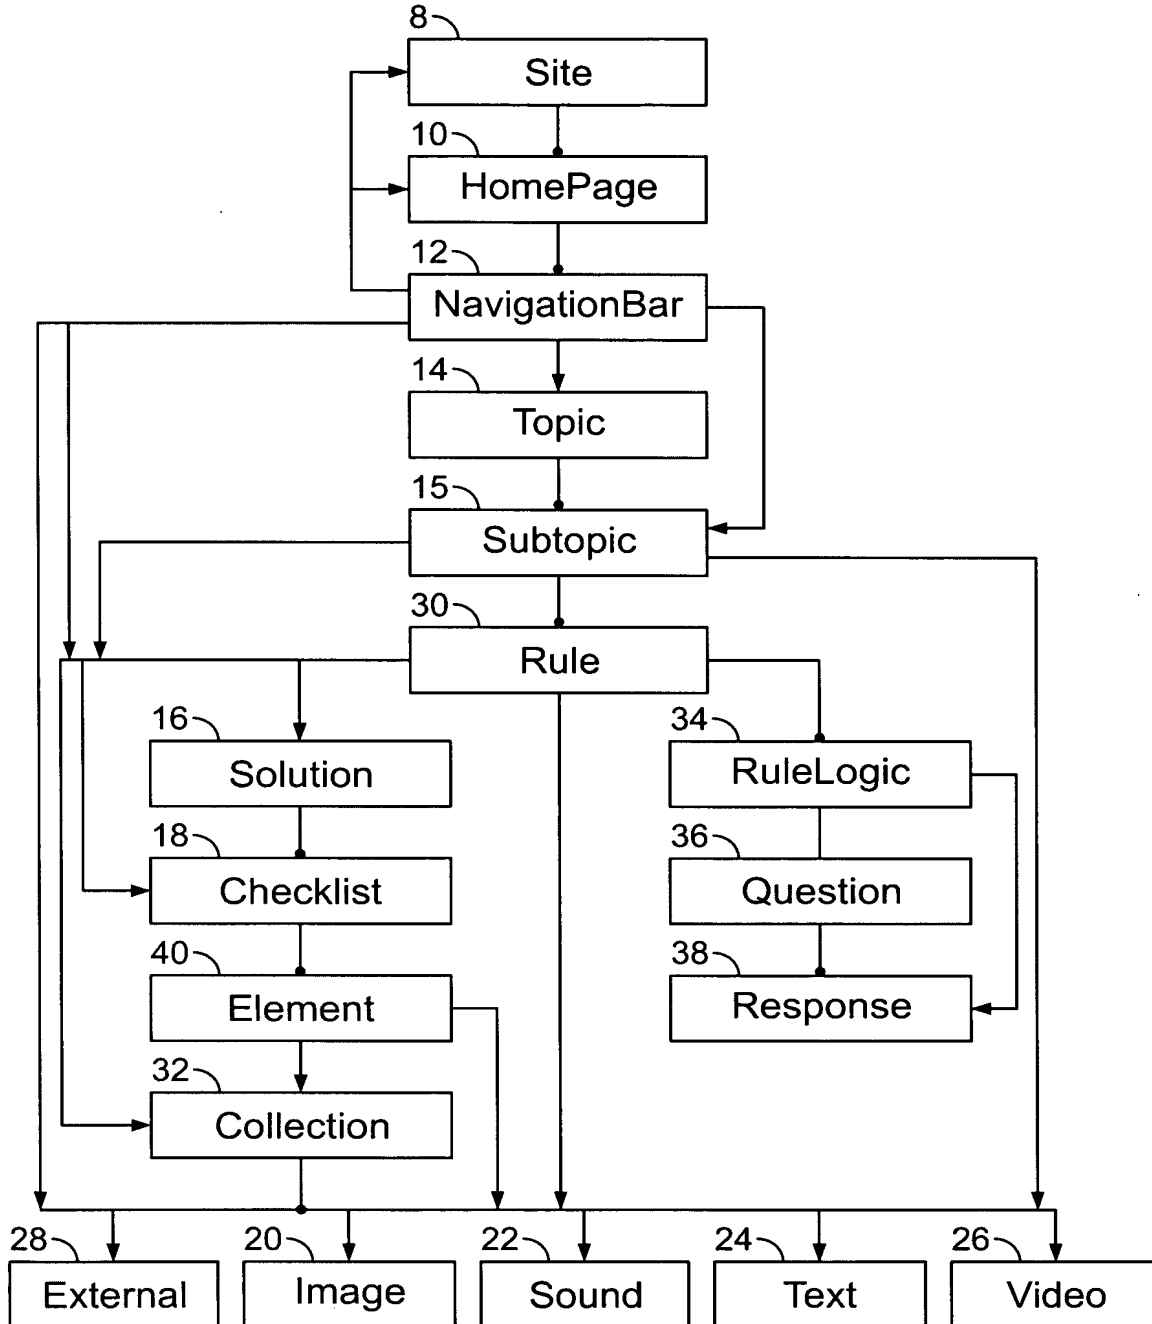 8
Site
10
HomePage
12
NavigationBar
14
Topic
15
Subtopic
30
Rule
16
Solution
34
RuleLogic
18
Checklist
36
Question
40
Element
38
Response
32
Collection
28
External
20
Image
22
Sound
24
Text
26
Video